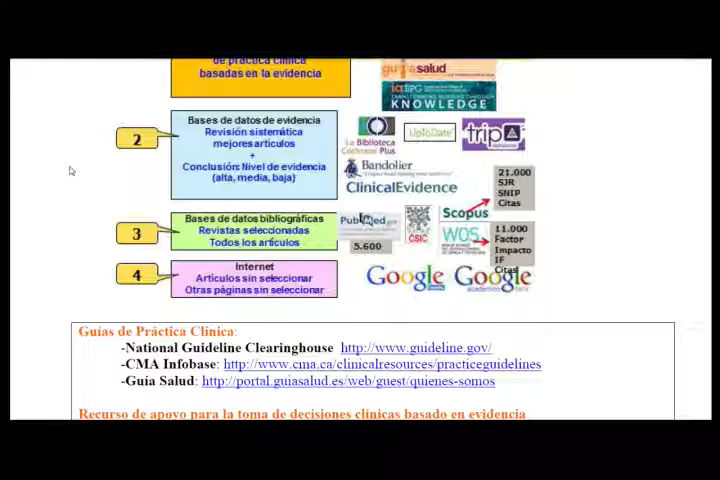 de práctica clínica
basadas en la evidencia
guíasalud
KNOWLEDGE
2
Bases de datos de evidencia
Revisión sistemática
mejores artículos
+
Conclusión: Nivel de evidencia
(alta, media, baja)
La Biblioteca
Cochrane Plus
UpToDate
trip
Bandolier
ClinicalEvidence
21.000
SJR
SNIP
Citas
3
Bases de datos bibliográficas
Revistas seleccionadas
Todos los artículos
PubMed
5.600
CSIC
Scopus
WOS
11.000
Factor
Impacto
IF
Citas
4
Internet
Artículos sin seleccionar
Otras páginas sin seleccionar
Google
Google
académico
Guías de Práctica Clínica:
-National Guideline Clearinghouse http://www.guideline.gov/
-CMA Infobase: http://www.cma.ca/clinicalresources/practiceguidelines
-Guía Salud: http://portal.guiasalud.es/web/guest/quienes-somos
Recurso de apoyo para la toma de decisiones clínicas basado en evidencia